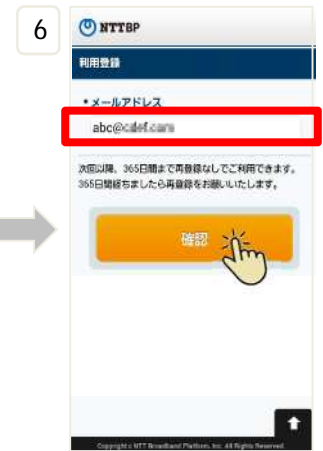 6
NTTBP
利用登録
・メールアドレス
abc@cdef.com
次回以降、365日間まで再登録なしでご利用できます。
365日間経ちましたら再登録をお願いいたします。
確認
Copyright © NTT Broadband Platform, Inc. All Rights Reserved.